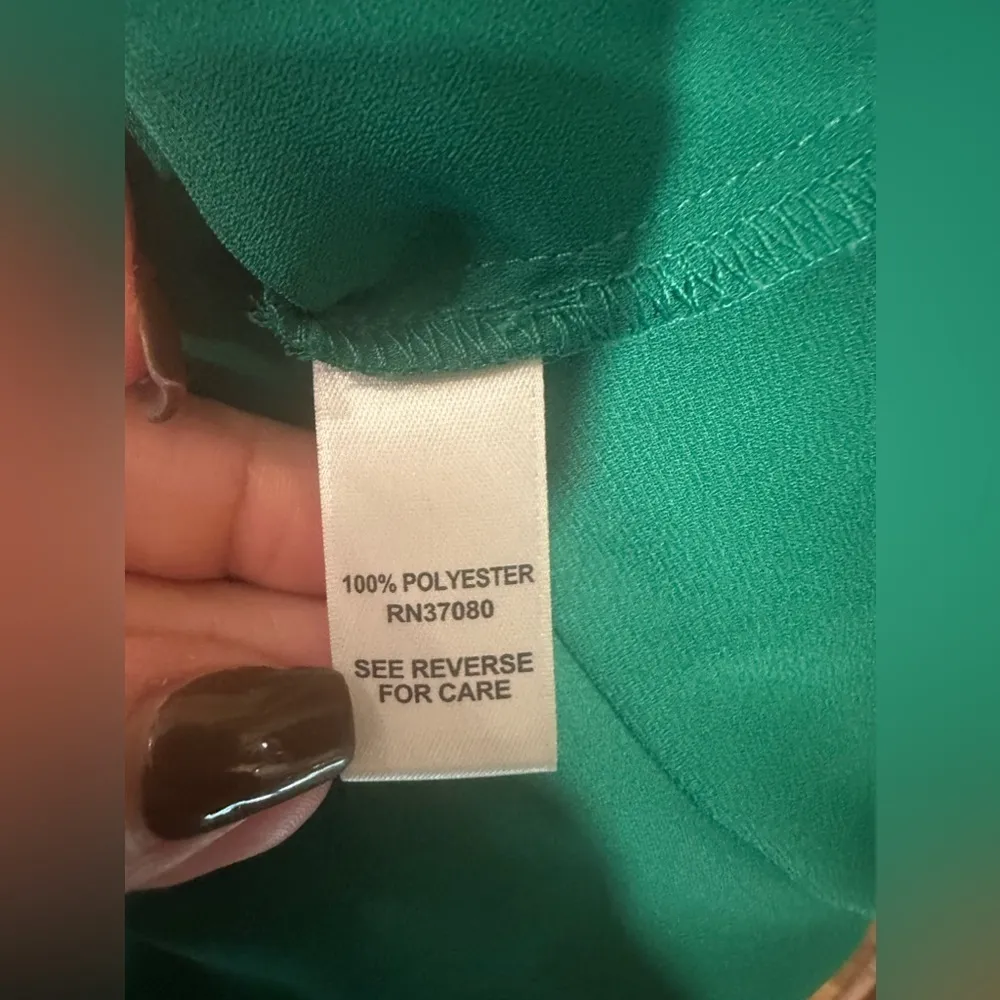 100% POLYESTER
RN37080
SEE REVERSE
FOR CARE